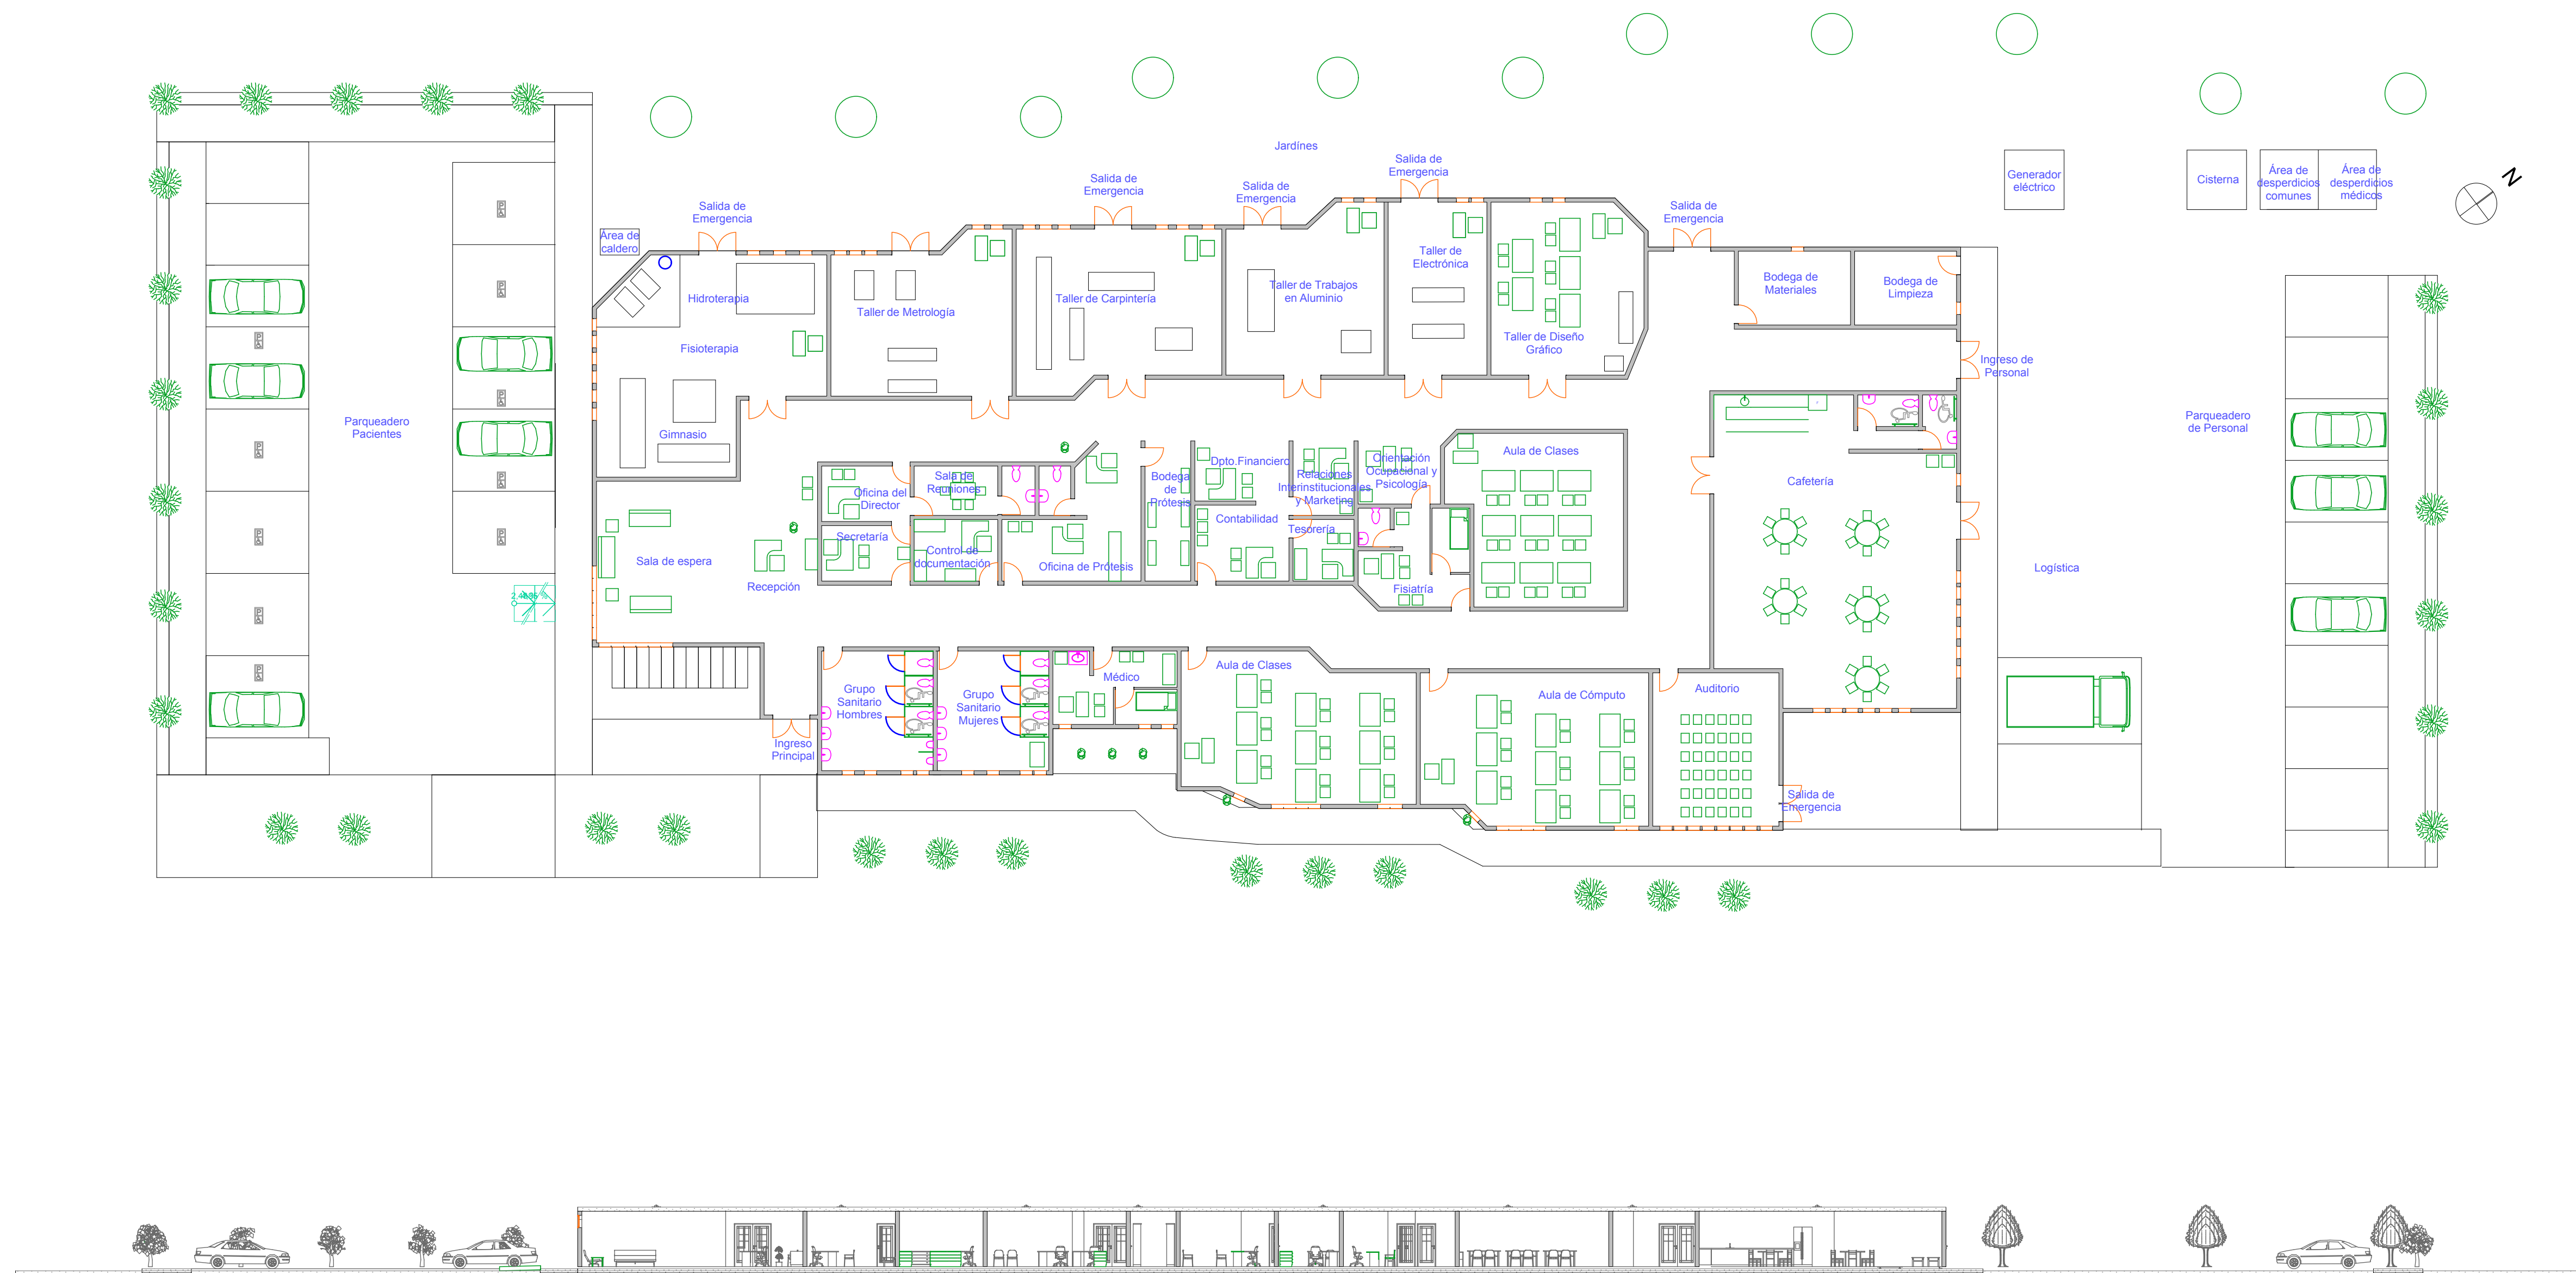 Jardínes
Salida de
Emergencia
Salida de
Emergencia
Salida de
Emergencia
Salida de
Emergencia
Salida de
Emergencia
Generador
eléctrico
Cisterna
Área de
desperdicios
comunes
Área de
desperdicios
médicos
N
Área de
caldero
Hidroterapia
Fisioterapia
Gimnasio
Taller de Metrología
Taller de Carpintería
Taller de Trabajos
en Aluminio
Taller de
Electrónica
Taller de Diseño
Gráfico
Bodega de
Materiales
Bodega de
Limpieza
Ingreso de
Personal
Parqueadero
Pacientes
Parqueadero
de Personal
Oficina del
Director
Sala de
Reuniones
Secretaría
Control de
documentación
Oficina de Prótesis
Bodega
de
Prótesis
Dpto.Financiero
Contabilidad
Relaciones
Interinstitucionales
y Marketing
Tesorería
Orientación
Ocupacional y
Psicología
Fisiatría
Aula de Clases
Cafetería
Logística
Sala de espera
Recepción
Ingreso
Principal
Grupo
Sanitario
Hombres
Grupo
Sanitario
Mujeres
Médico
Aula de Clases
Aula de Cómputo
Auditorio
Salida de
Emergencia